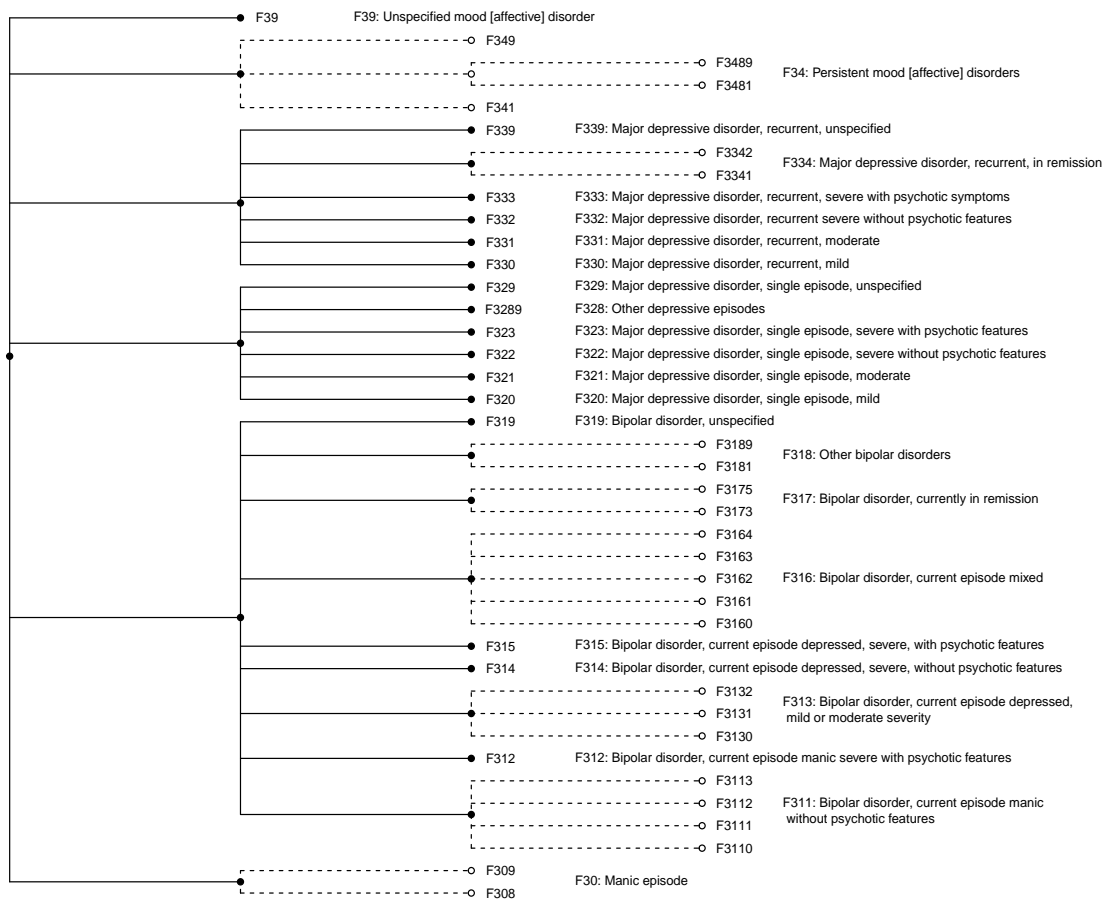 F39 F39: Unspecified mood [affective] disorder
F349
F3489
F34: Persistent mood [affective] disorders
F3481
F341
F339 F339: Major depressive disorder, recurrent, unspecified
F3342
F334: Major depressive disorder, recurrent, in remission
F3341
F333 F333: Major depressive disorder, recurrent, severe with psychotic symptoms
F332 F332: Major depressive disorder, recurrent severe without psychotic features
F331 F331: Major depressive disorder, recurrent, moderate
F330 F330: Major depressive disorder, recurrent, mild
F329 F329: Major depressive disorder, single episode, unspecified
F3289 F328: Other depressive episodes
F323 F323: Major depressive disorder, single episode, severe with psychotic features
F322 F322: Major depressive disorder, single episode, severe without psychotic features
F321 F321: Major depressive disorder, single episode, moderate
F320 F320: Major depressive disorder, single episode, mild
F319 F319: Bipolar disorder, unspecified
F3189
F318: Other bipolar disorders
F3181
F3175
F317: Bipolar disorder, currently in remission
F3173
F3164
F3163
F3162 F316: Bipolar disorder, current episode mixed
F3161
F3160
F315 F315: Bipolar disorder, current episode depressed, severe, with psychotic features
F314 F314: Bipolar disorder, current episode depressed, severe, without psychotic features
F3132
F313: Bipolar disorder, current episode depressed,
F3131
mild or moderate severity
F3130
F312 F312: Bipolar disorder, current episode manic severe with psychotic features
F3113
F3112 F311: Bipolar disorder, current episode manic
without psychotic features
F3111
F3110
F309
F30: Manic episode
F308